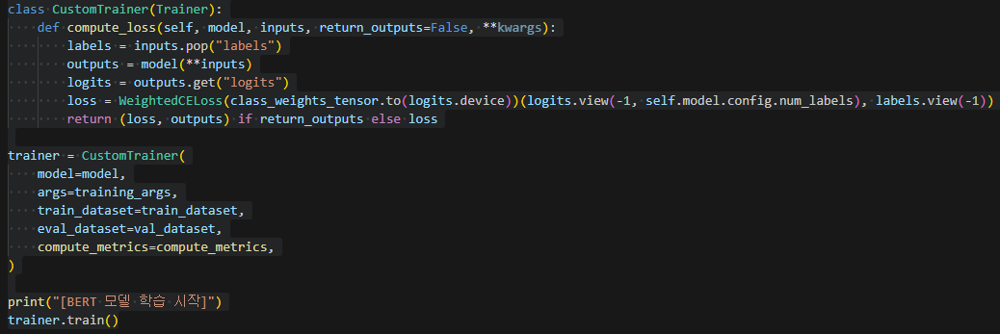 class CustomTrainer(Trainer):
    def compute_loss(self, model, inputs, return_outputs=False, **kwargs):
        labels = inputs.pop("labels")
        outputs = model(**inputs)
        logits = outputs.get("logits")
        loss = WeightedCELoss(class_weights_tensor.to(logits.device))(logits.view(-1, self.model.config.num_labels), labels.view(-1))
        return (loss, outputs) if return_outputs else loss

trainer = CustomTrainer(
    model=model,
    args=training_args,
    train_dataset=train_dataset,
    eval_dataset=val_dataset,
    compute_metrics=compute_metrics,
)

print("[BERT 모델 학습 시작]")
trainer.train()